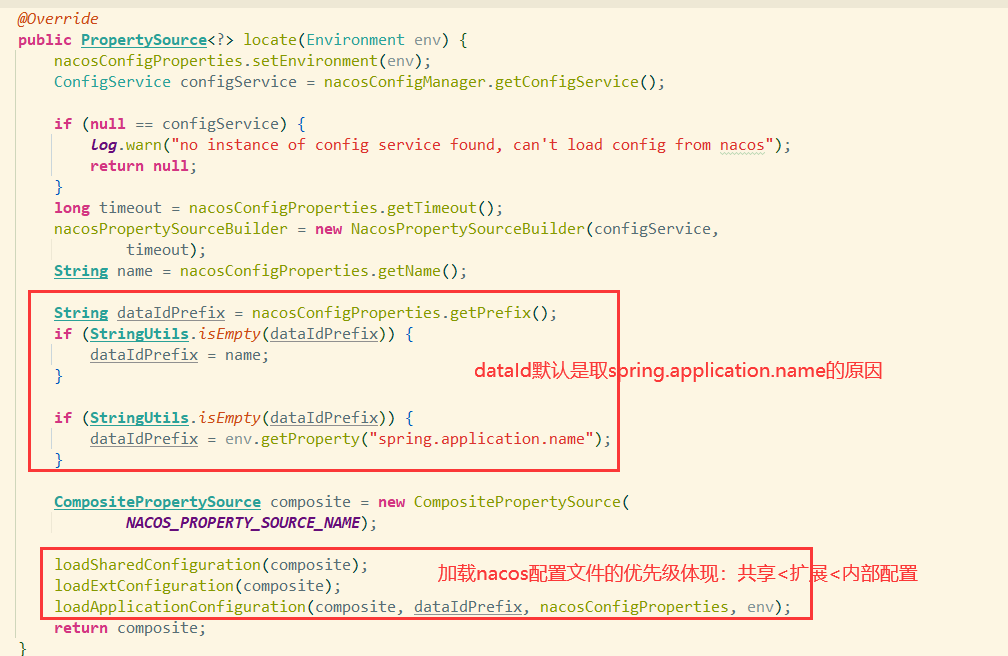 @Override
public PropertySource<?> locate(Environment env) {
nacosConfigProperties.setEnvironment(env);
ConfigService configService = nacosConfigManager.getConfigService();
if (null == configService) {
log.warn("no instance of config service found, can't load config from nacos");
return null;
}
long timeout = nacosConfigProperties.getTimeout();
nacosPropertySourceBuilder = new NacosPropertySourceBuilder(configService,
timeout);
String name = nacosConfigProperties.getName();
String dataIdPrefix = nacosConfigProperties.getPrefix();
if (StringUtils.isEmpty(dataIdPrefix)) {
dataIdPrefix = name;
}
dataId默认是取spring.application.name的原因
if (StringUtils.isEmpty(dataIdPrefix)) {
dataIdPrefix = env.getProperty("spring.application.name");
}
CompositePropertySource composite = new CompositePropertySource(
NACOS_PROPERTY_SOURCE_NAME);
loadSharedConfiguration(composite);
加载nacos配置文件的优先级体现：共享<扩展<内部配置
loadExtConfiguration(composite);
loadApplicationConfiguration(composite, dataIdPrefix, nacosConfigProperties, env);
return composite;
}